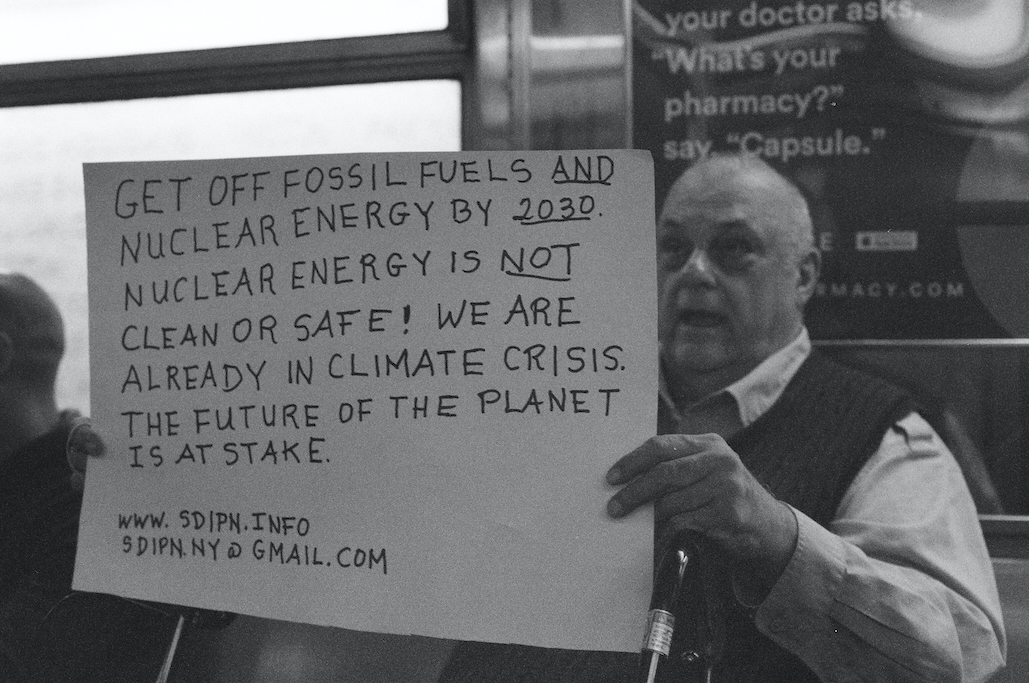 your doctor asks,
"What's your
pharmacy?"
say, "Capsule."
GET OFF FOSSIL FUELS AND
NUCLEAR ENERGY BY 2030.
NUCLEAR ENERGY IS NOT
CLEAN OR SAFE! WE ARE
ALREADY IN CLIMATE CRISIS.
THE FUTURE OF THE PLANET
IS AT STAKE.
WWW. SDIPN.INFO
SDIPN.NY@GMAIL.COM
RMACY.COM